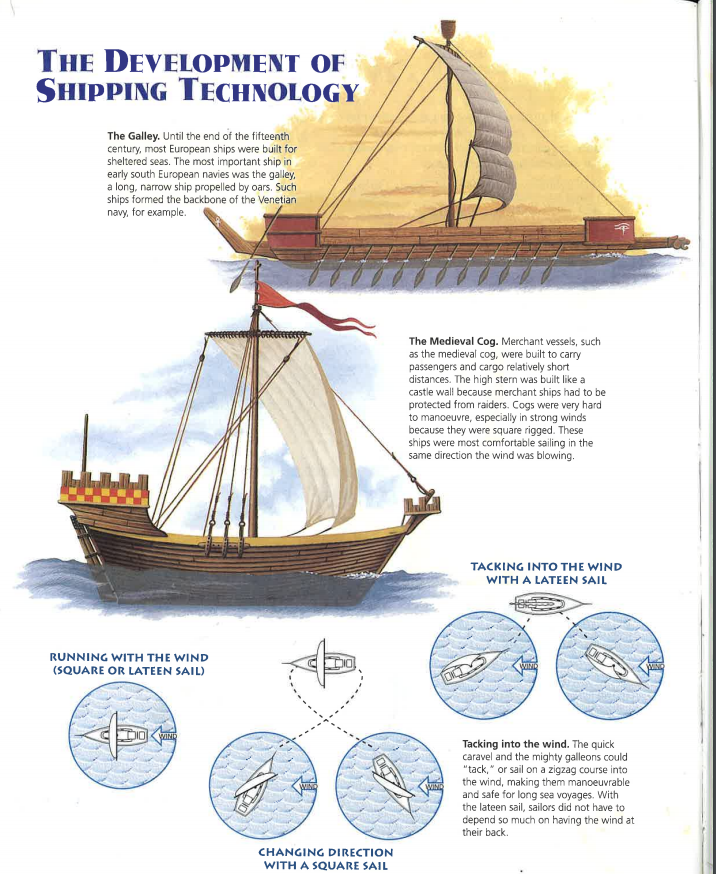 THE DEVELOPMENT OF
SHIPPING TECHNOLOGY
The Galley. Until the end of the fifteenth
century, most European ships were built for
sheltered seas. The most important ship in
early south European navies was the galley,
a long, narrow ship propelled by oars. Such
ships formed the backbone of the Venetian
navy, for example.
The Medieval Cog. Merchant vessels, such
as the medieval cog, were built to carry
passengers and cargo relatively short
distances. The high stern was built like a
castle wall because merchant ships had to be
protected from raiders. Cogs were very hard
to manoeuvre, especially in strong winds
because they were square rigged. These
ships were most comfortable sailing in the
same direction the wind was blowing.
TACKING INTO THE WIND
WITH A LATEEN SAIL
WIND
WIND
RUNNING WITH THE WIND
(SQUARE OR LATEEN SAIL)
WIND
WIND
WIND
CHANGING DIRECTION
WITH A SQUARE SAIL
Tacking into the wind. The quick
caravel and the mighty galleons could
"tack," or sail on a zigzag course into
the wind, making them manoeuvrable
and safe for long sea voyages. With
the lateen sail, sailors did not have to
depend so much on having the wind at
their back.